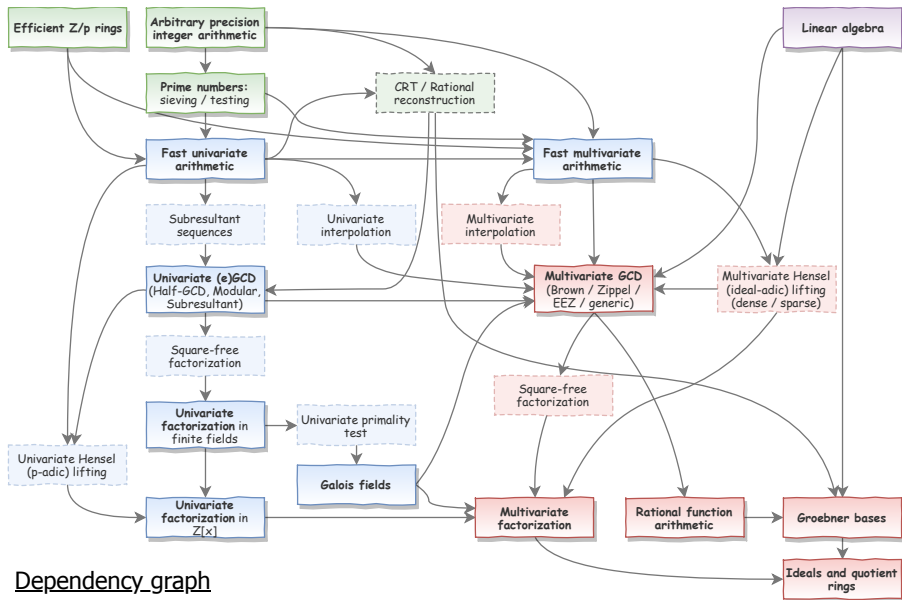 Efficient Z/p rings
Arbitrary precision
integer arithmetic
Linear algebra
Prime numbers:
sieving / testing
CRT / Rational
reconstruction
Fast univariate
arithmetic
Fast multivariate
arithmetic
Subresultant
sequences
Univariate
interpolation
Multivariate
interpolation
Univariate (e)GCD
(Half-GCD, Modular,
Subresultant)
Multivariate GCD
(Brown / Zippel /
EEZ / generic)
Multivariate Hensel
(ideal-adic) lifting
(dense / sparse)
Square-free
factorization
Square-free
factorization
Univariate
factorization in
finite fields
Univariate primality
test
Univariate Hensel
(p-adic) lifting
Galois fields
Univariate
factorization in
Z[x]
Multivariate
factorization
Rational function
arithmetic
Groebner bases
Ideals and quotient
rings
Dependency graph